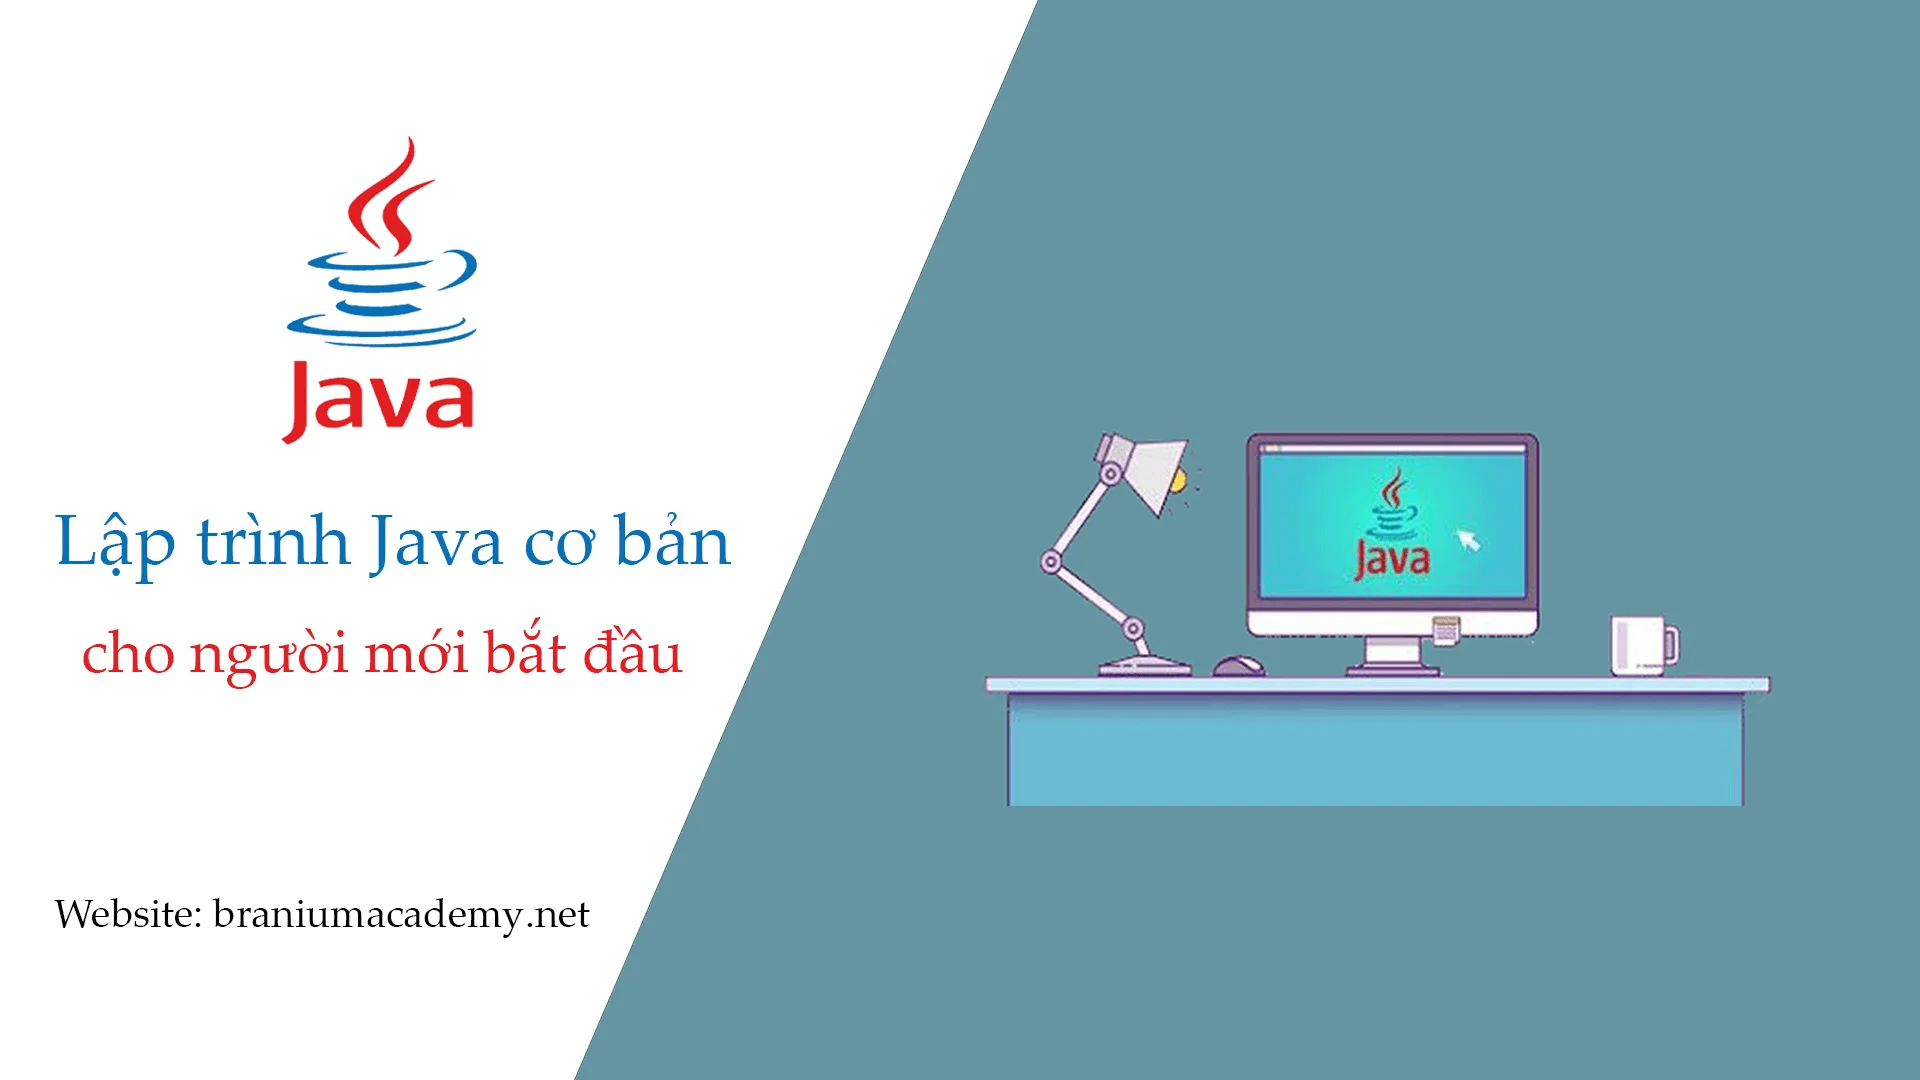 Java
Lập trình Java cơ bản
cho người mới bắt đầu
Website: braniumacademy.net
Java